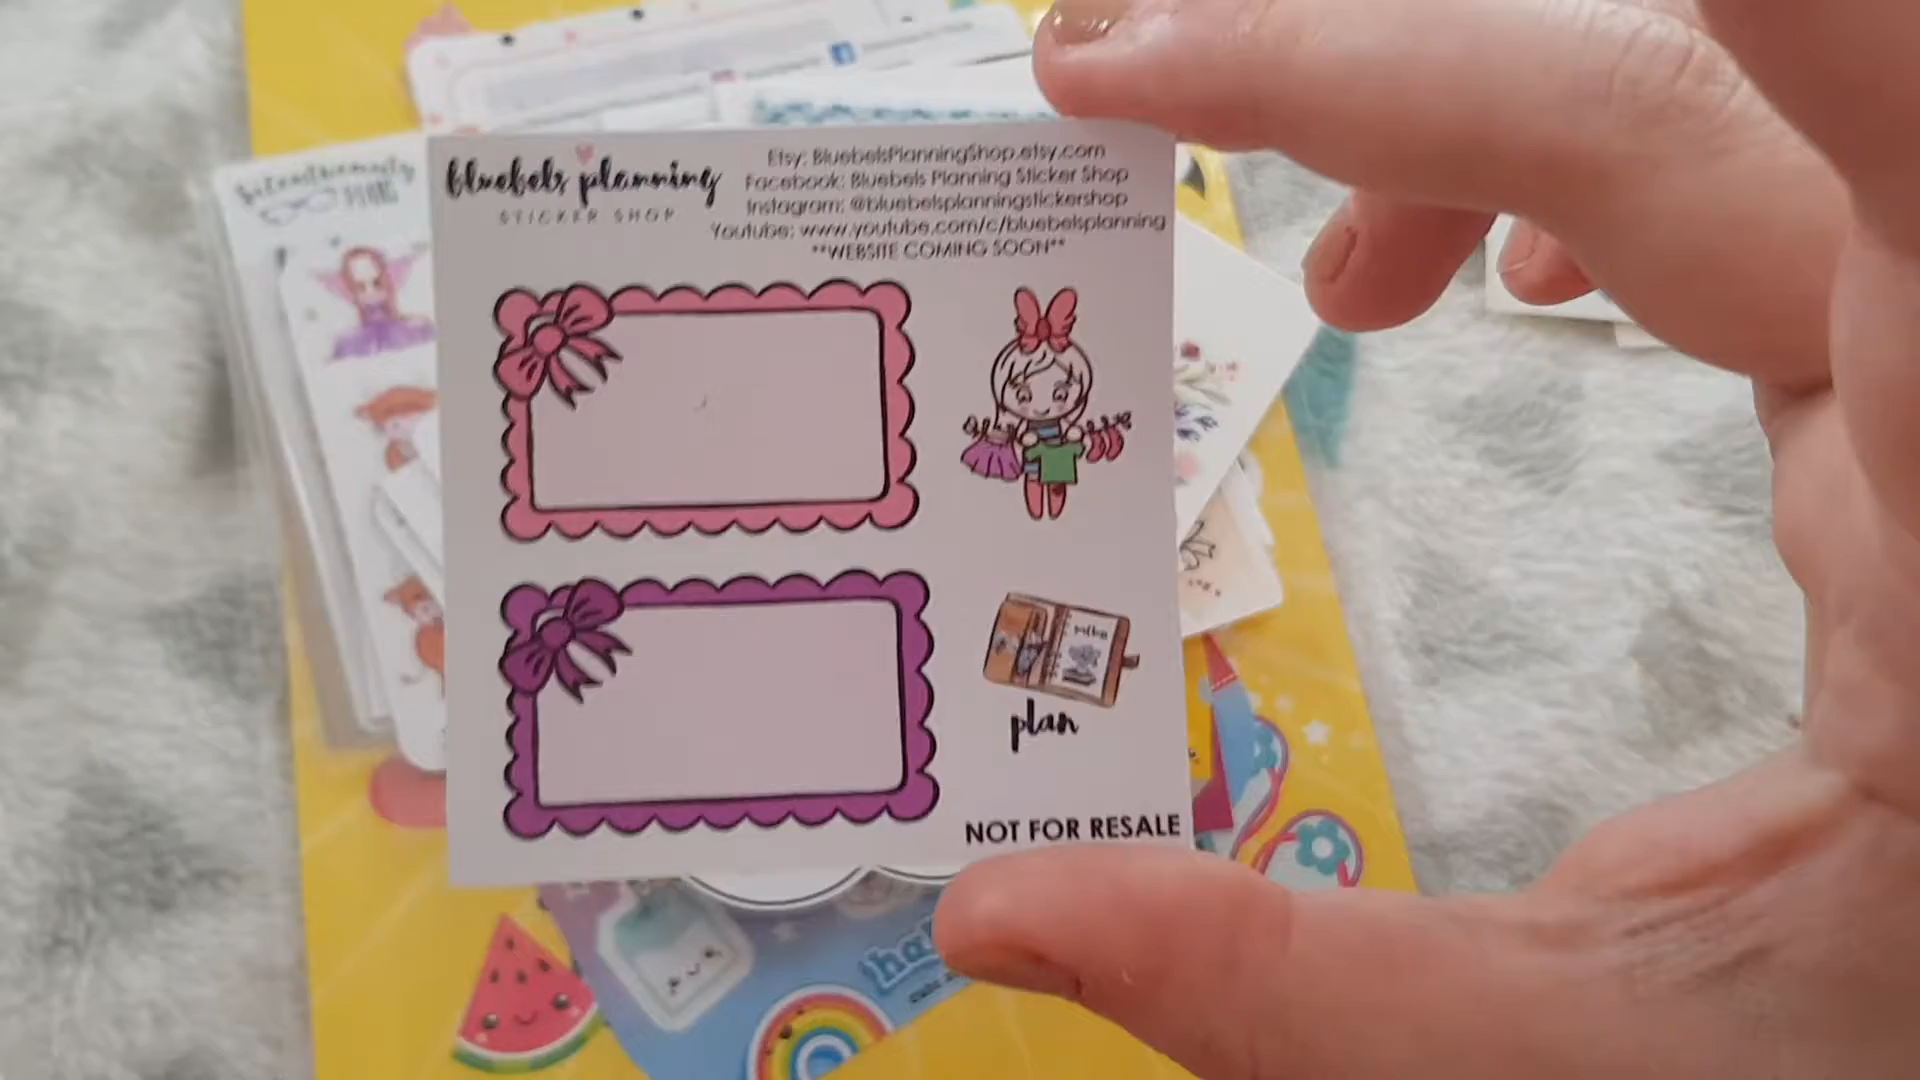 bluebels planning
STICKER SHOP
Etsy: BluebelsPlanningShop.etsy.com
Facebook: Bluebels Planning Sticker Shop
Instagram: @bluebelsplanningstickershop
Youtube: www.youtube.com/c/bluebelsplanning
**WEBSITE COMING SOON**
plan
NOT FOR RESALE